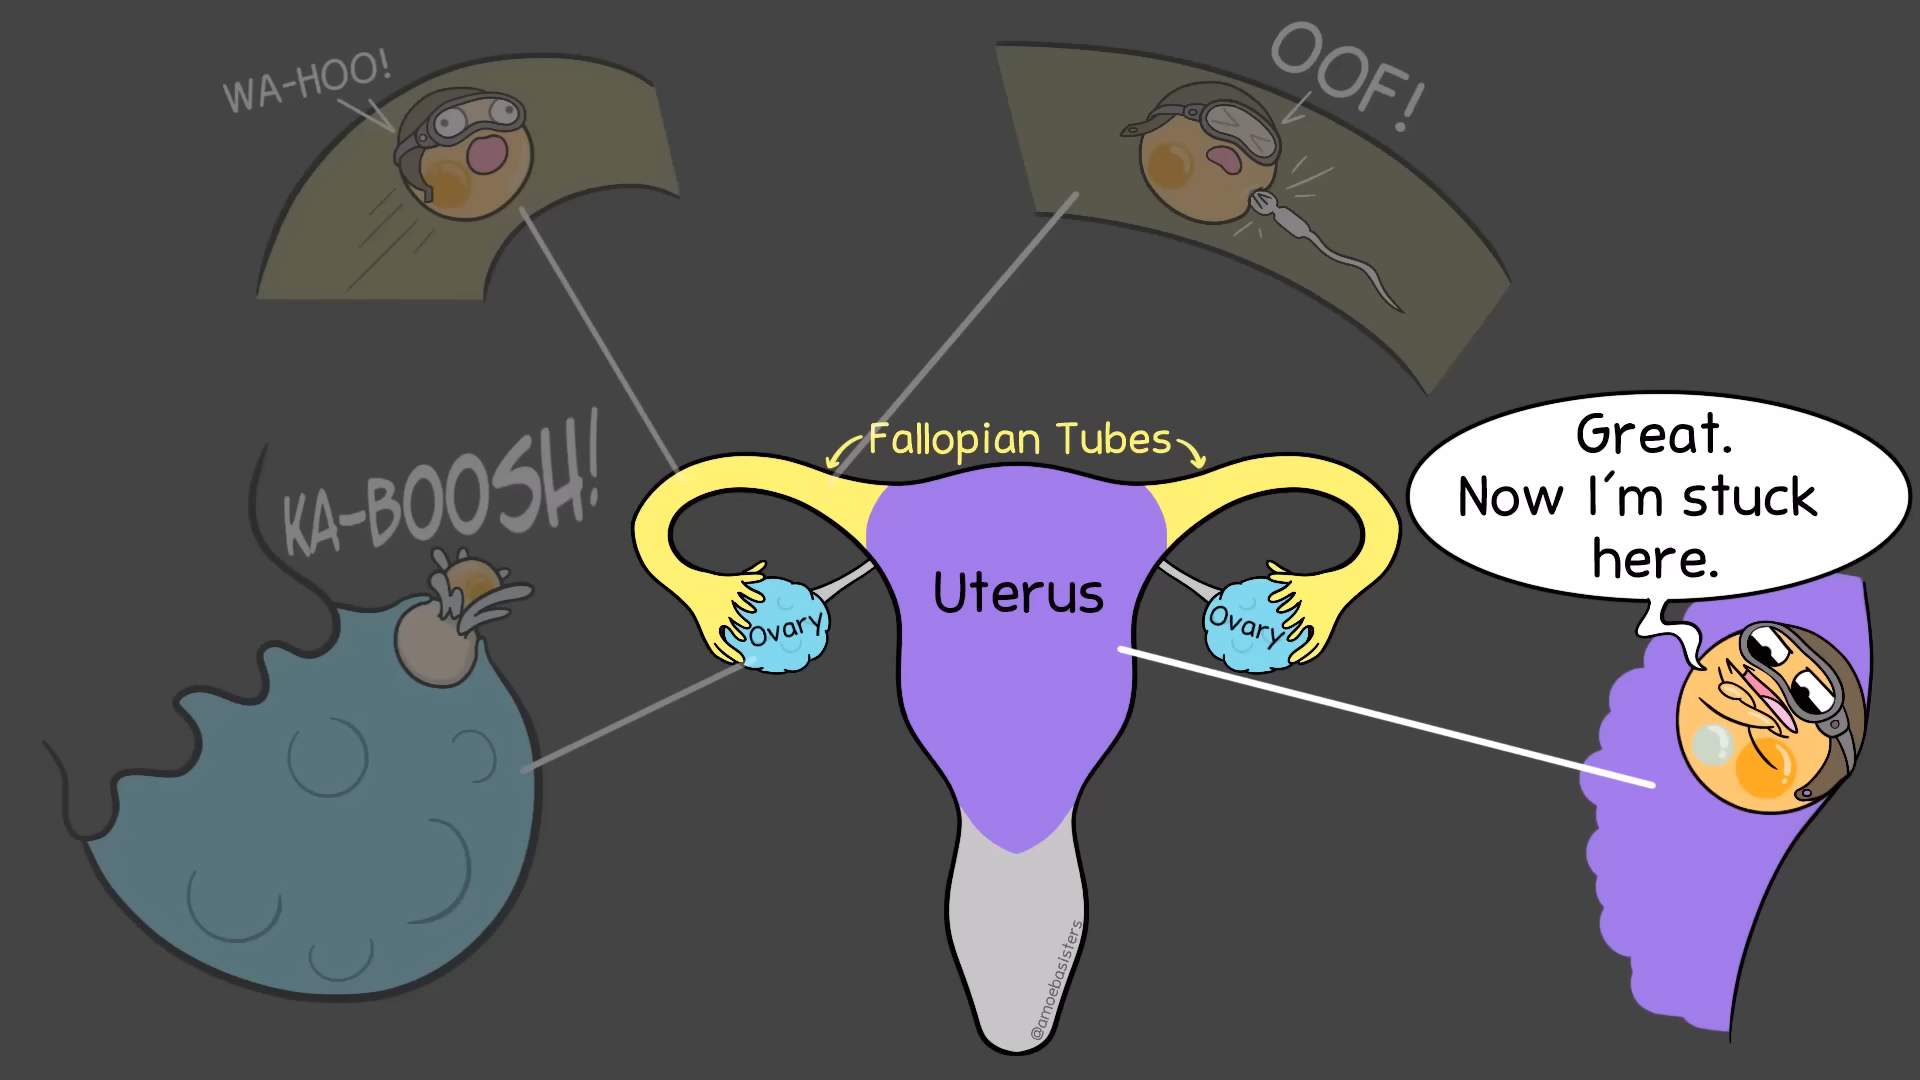 WA-HOO!
OOF!
KA-BOOSH!
Fallopian Tubes
Great.
Now I´m stuck
here.
Uterus
Ovary
Ovary
@amoebasisters